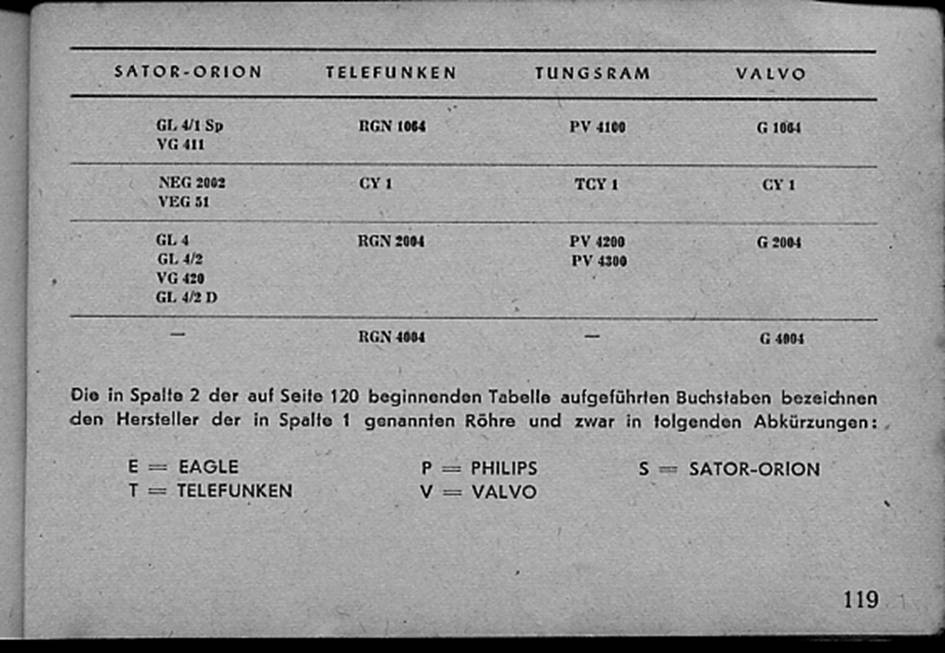 SATOR-ORION TELEFUNKEN TUNGSRAM VALVO
GL 4/1 Sp RGN 1064 PV 4100 G 1064
VG 411
NEG 2002 CY 1 TCY 1 CY 1
VEG 51
GL 4 RGN 2004 PV 4200 G 2004
GL 4/2 PV 4300
VG 420
GL 4/2 D
— RGN 4004 — G 4004
Die in Spalte 2 der auf Seite 120 beginnenden Tabelle aufgeführten Buchstaben bezeichnen
den Hersteller der in Spalte 1 genannten Röhre und zwar in folgenden Abkürzungen:
E = EAGLE P = PHILIPS S = SATOR-ORION
T = TELEFUNKEN V = VALVO
119